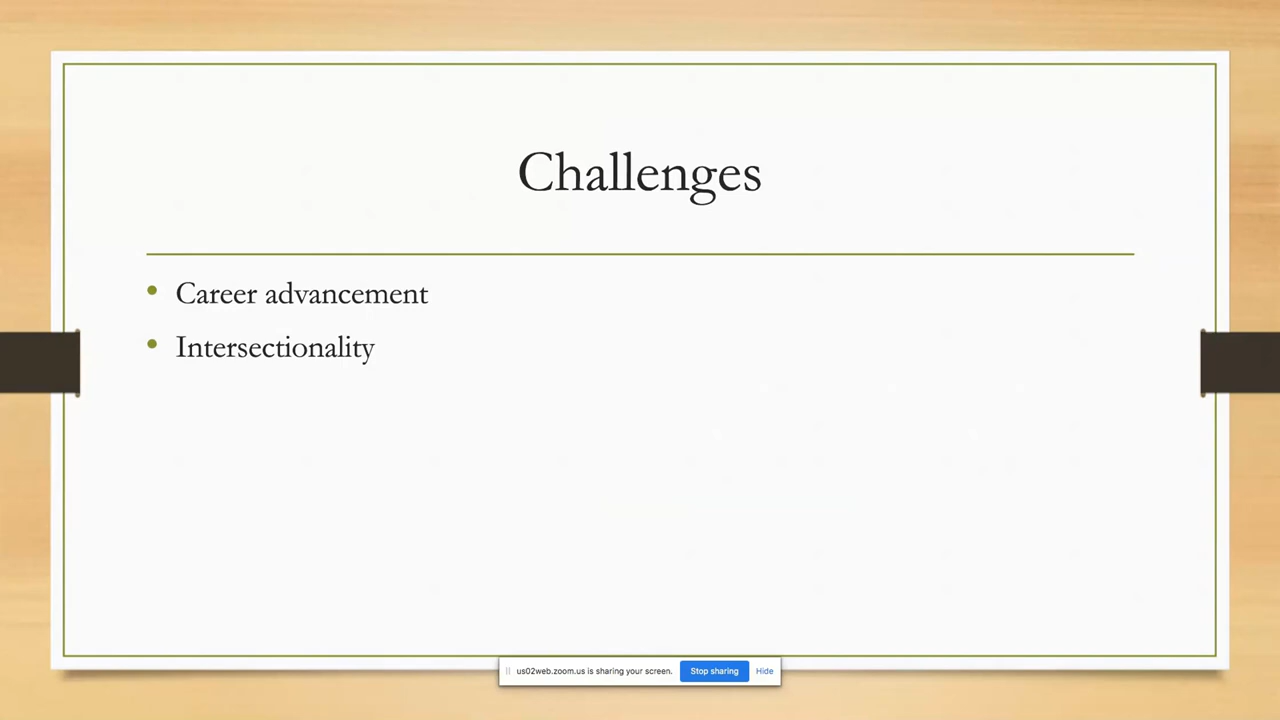 Challenges
• Career advancement
• Intersectionality
us02web.zoom.us is sharing your screen. Stop sharing Hide